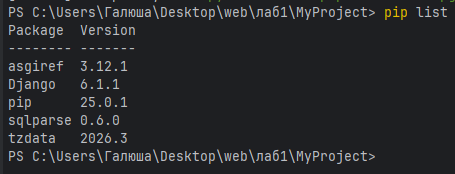 PS C:\Users\Галюша\Desktop\web\лаб1\MyProject> pip list
Package  Version
-------- -------
asgiref  3.12.1
Django   6.1.1
pip      25.0.1
sqlparse 0.6.0
tzdata   2026.3
PS C:\Users\Галюша\Desktop\web\лаб1\MyProject>